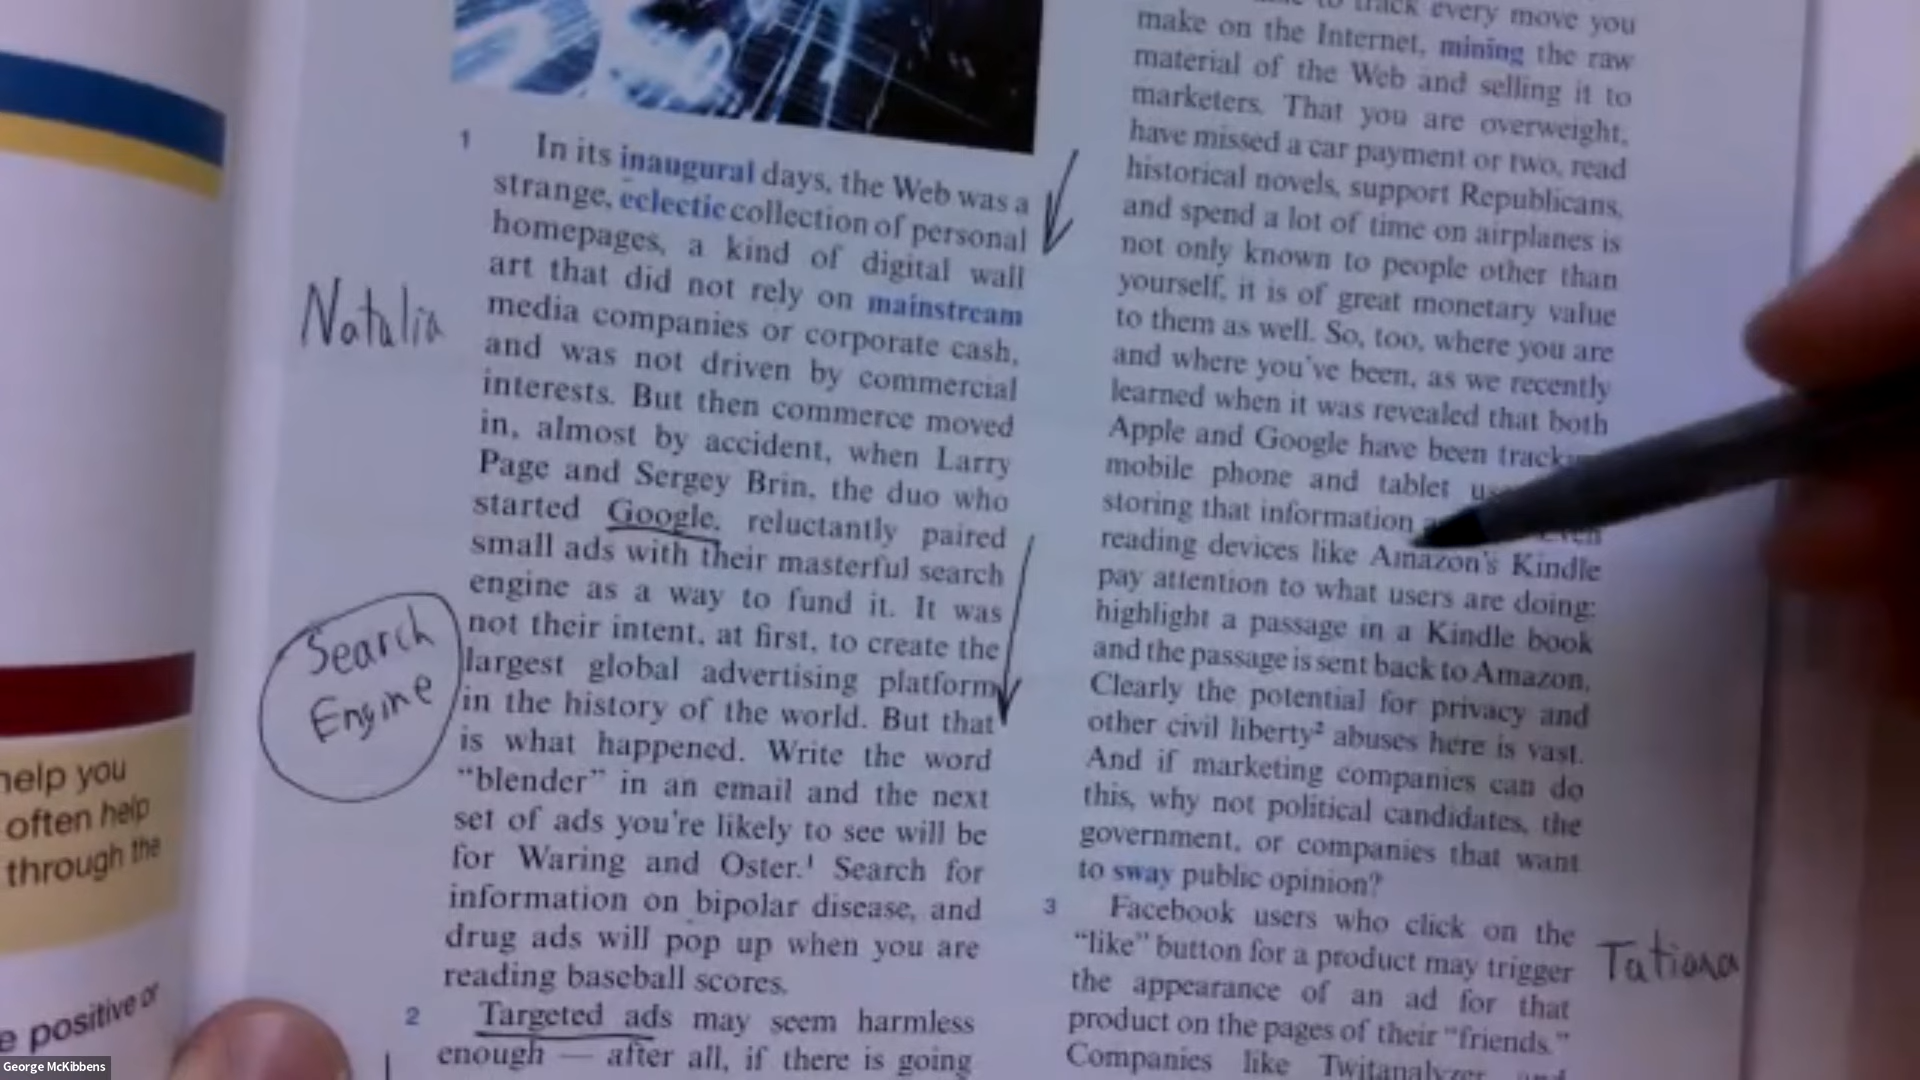 help you
often help
through the
e positive or
Natalia
Search
Engine
1
In its inaugural days, the Web was a
strange, eclectic collection of personal
homepages, a kind of digital wall
art that did not rely on mainstream
media companies or corporate cash,
and was not driven by commercial
interests. But then commerce moved
in, almost by accident, when Larry
Page and Sergey Brin, the duo who
started Google, reluctantly paired
small ads with their masterful search
engine as a way to fund it. It was
not their intent, at first, to create the
largest global advertising platform
in the history of the world. But that
is what happened. Write the word
“blender” in an email and the next
set of ads you’re likely to see will be
for Waring and Oster.¹ Search for
information on bipolar disease, and
drug ads will pop up when you are
reading baseball scores.
2
Targeted ads may seem harmless
enough — after all, if there is going
to track every move you
make on the Internet, mining the raw
material of the Web and selling it to
marketers. That you are overweight,
have missed a car payment or two, read
historical novels, support Republicans,
and spend a lot of time on airplanes is
not only known to people other than
yourself, it is of great monetary value
to them as well. So, too, where you are
and where you’ve been, as we recently
learned when it was revealed that both
Apple and Google have been
mobile phone and tablet
storing that information
reading devices like Amazon’s Kindle
pay attention to what users are doing:
highlight a passage in a Kindle book
and the passage is sent back to Amazon.
Clearly the potential for privacy and
other civil liberty² abuses here is vast.
And if marketing companies can do
this, why not political candidates, the
government, or companies that want
to sway public opinion?
3
Facebook users who click on the
“like” button for a product may trigger
the appearance of an ad for that
product on the pages of their “friends.”
Companies like Twitanalyzer and
Tatiana
George McKibbens